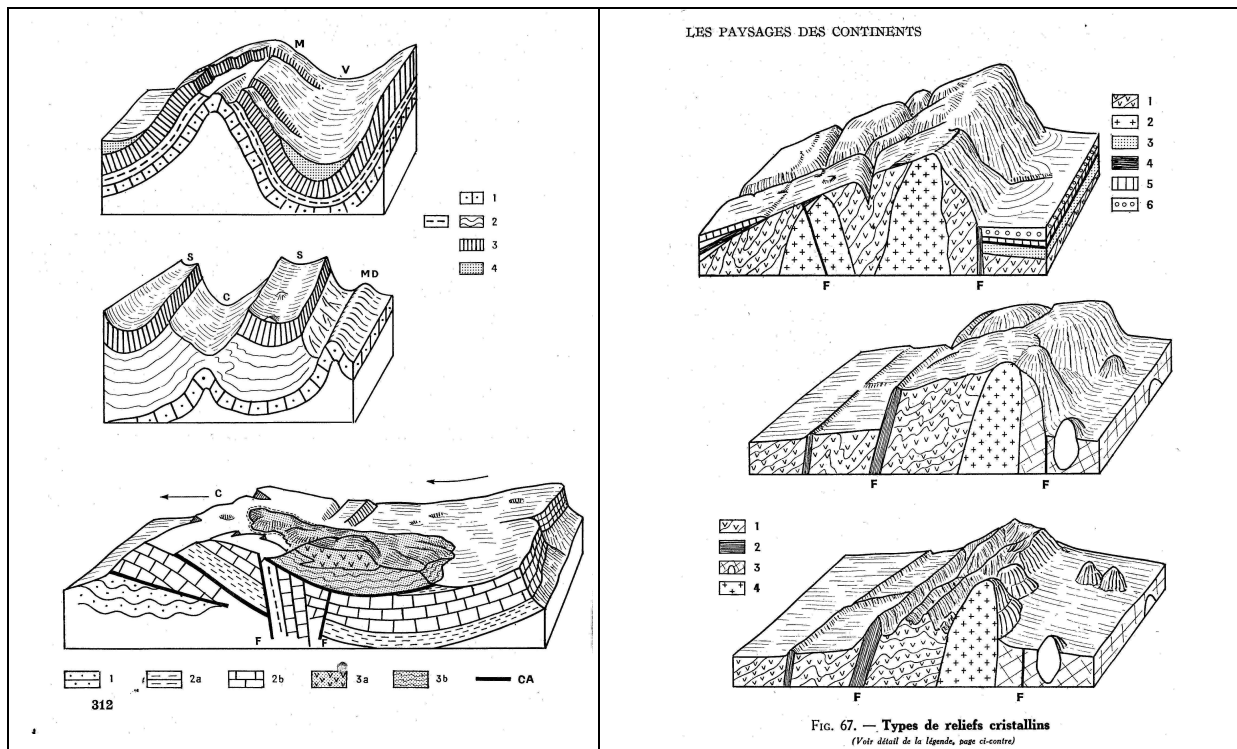 M
V
1
2
3
4
S
S
C
MD
C
F
F
1
2a
2b
3a
3b
CA
312
LES PAYSAGES DES CONTINENTS
1
2
3
4
5
6
F
F
F
F
1
2
3
4
F
F
FIG. 67. — Types de reliefs cristallins
(Voir détail de la légende, page ci-contre)